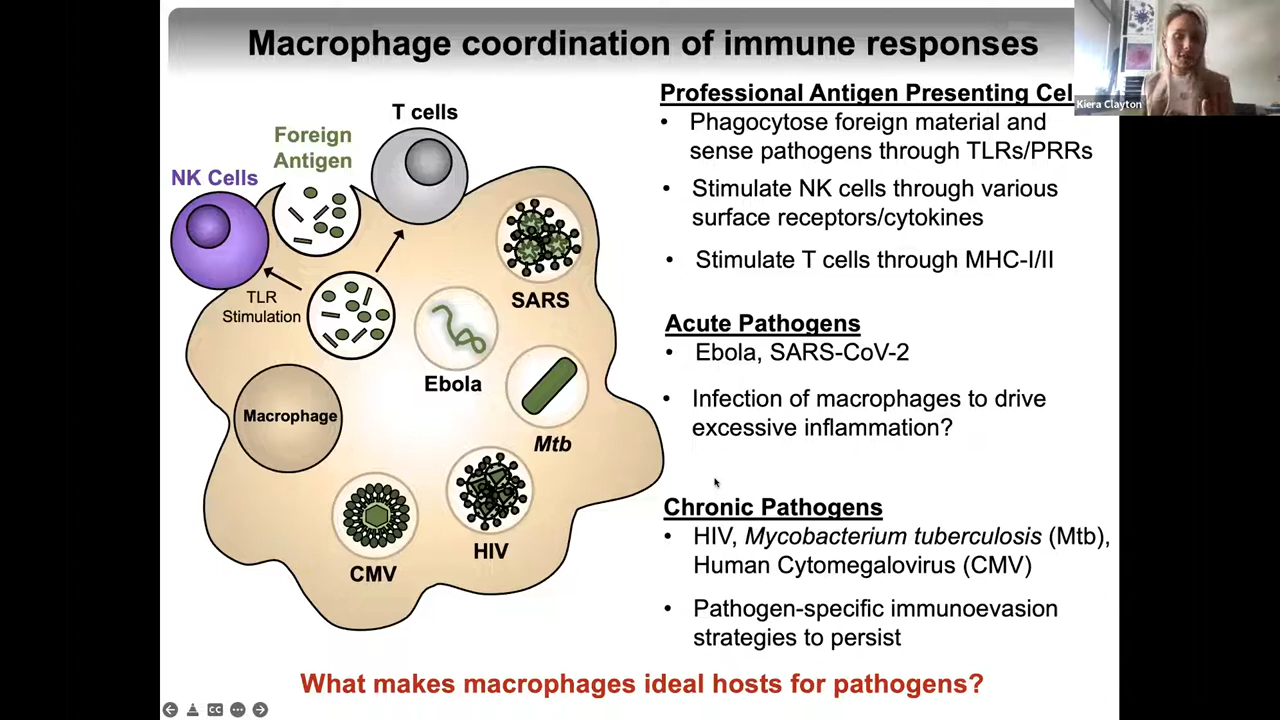 Macrophage coordination of immune responses
Kiera Clayton
T cells
Foreign
Antigen
NK Cells
TLR
Stimulation
SARS
Ebola
Macrophage
Mtb
HIV
CMV
Professional Antigen Presenting Cel
• Phagocytose foreign material and
sense pathogens through TLRs/PRRs
• Stimulate NK cells through various
surface receptors/cytokines
• Stimulate T cells through MHC-I/II
Acute Pathogens
• Ebola, SARS-CoV-2
• Infection of macrophages to drive
excessive inflammation?
Chronic Pathogens
• HIV, Mycobacterium tuberculosis (Mtb),
Human Cytomegalovirus (CMV)
• Pathogen-specific immunoevasion
strategies to persist
What makes macrophages ideal hosts for pathogens?
CC